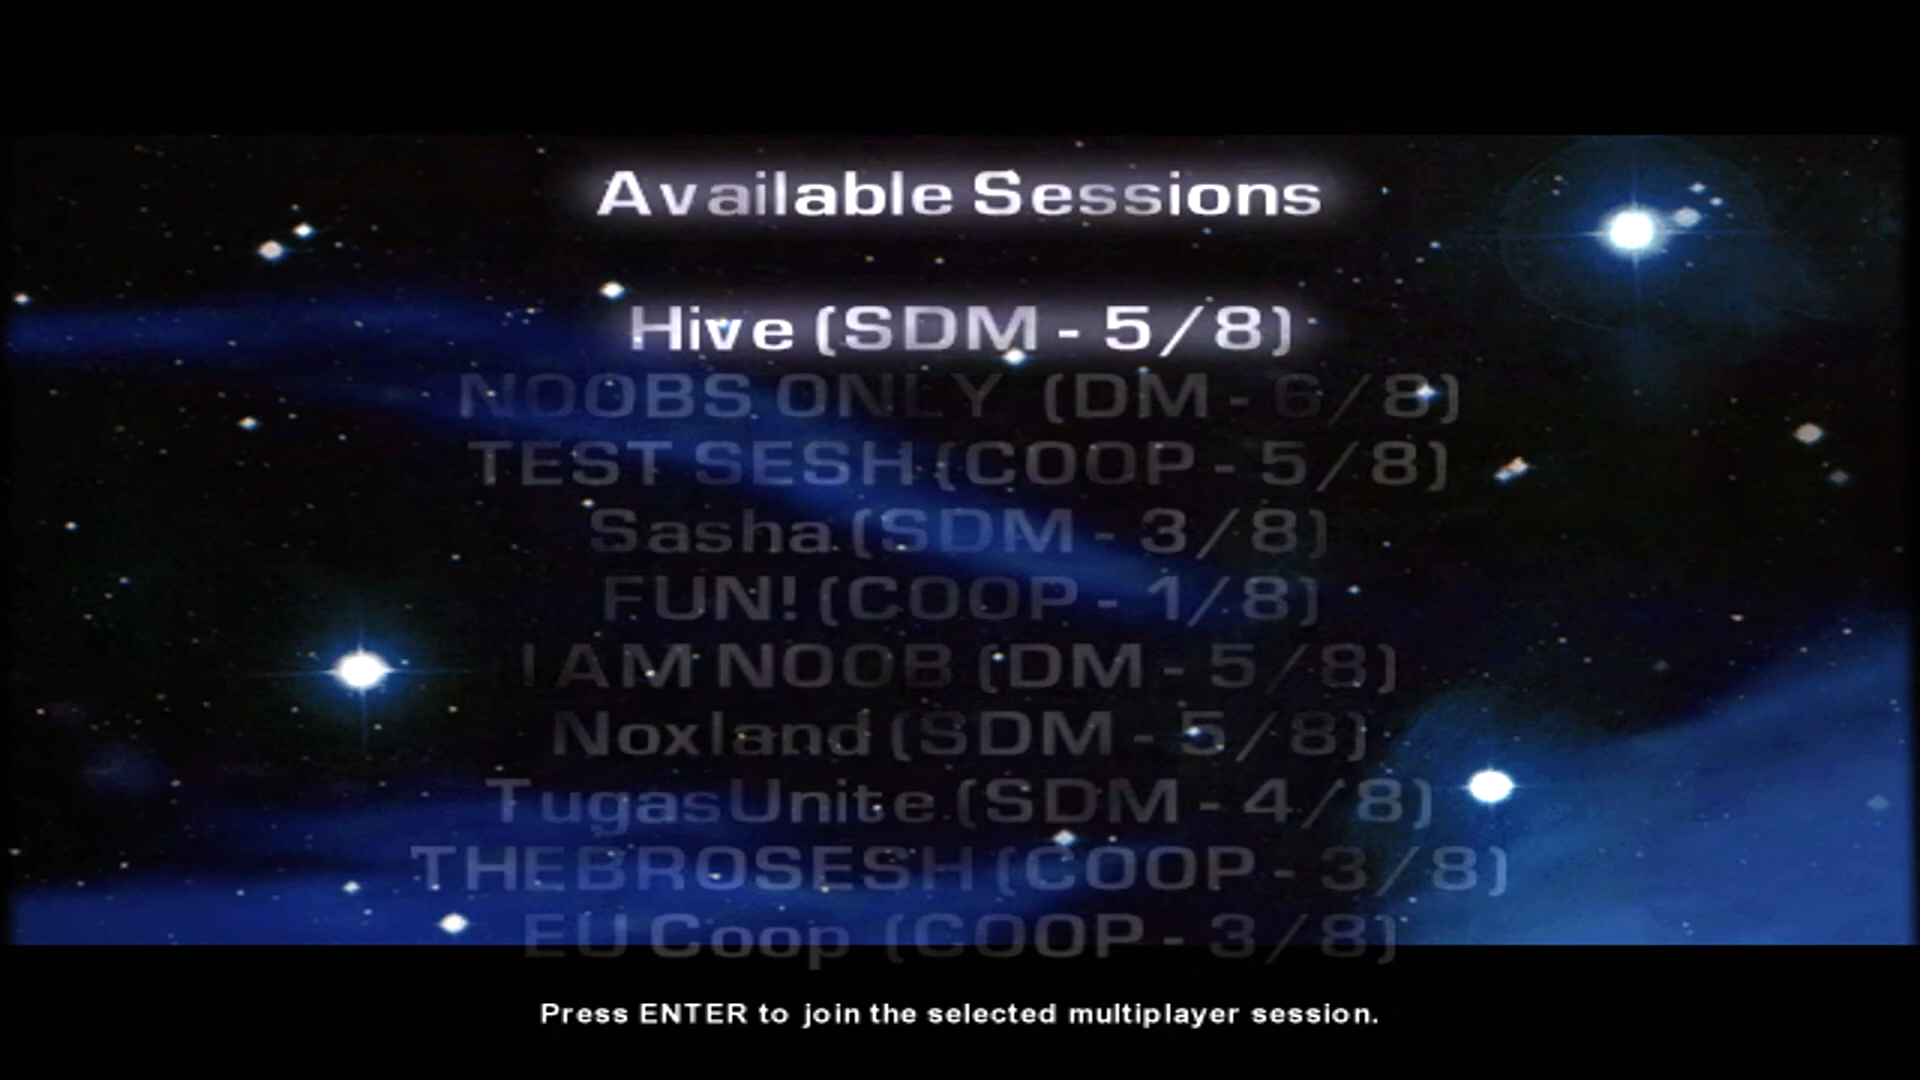 Available Sessions
Hive (SDM - 5/8)
NOOBS ONLY (DM - 6/8)
TEST SESH (COOP - 5/8)
Sasha (SDM - 3/8)
FUN! (COOP - 1/8)
I AM NOOB (DM - 5/8)
Noxland (SDM - 5/8)
TugasUnite (SDM - 4/8)
THEBROSESH (COOP - 3/8)
EU Coop (COOP - 3/8)
Press ENTER to join the selected multiplayer session.